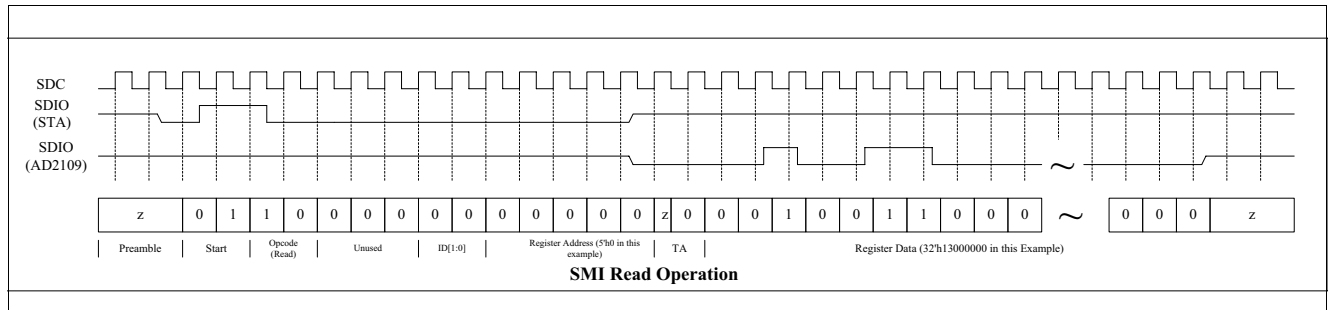 SDC
SDIO
(STA)
SDIO
(AD2109)
~
z 0 1 1 0 0 0 0 0 0 0 0 0 0 0 z 0 0 0 1 0 0 1 1 0 0 0 ~ 0 0 0 z
Preamble Start Opcode (Read) Unused ID[1:0] Register Address (5'h0 in this example) TA Register Data (32'h13000000 in this Example)
SMI Read Operation